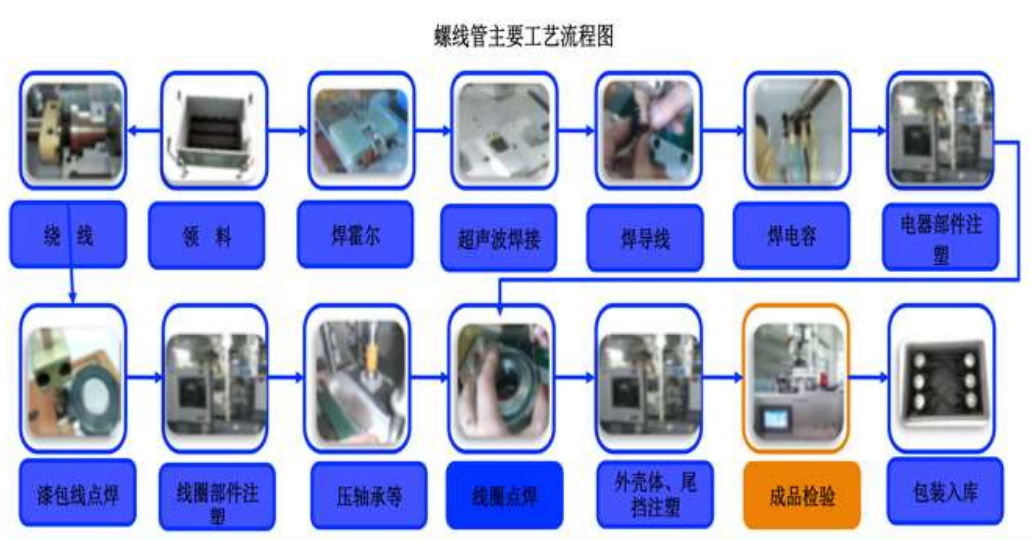 螺线管主要工艺流程图
绕 线
领 料
焊霍尔
超声波焊接
焊导线
焊电容
电器部件注
塑
漆包线点焊
线圈部件注
塑
压轴承等
线圈点焊
外壳体、尾
挡注塑
成品检验
包装入库